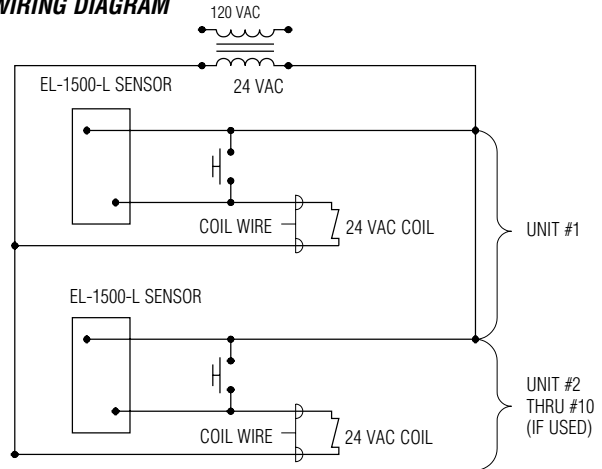 WIRING DIAGRAM
120 VAC
24 VAC
EL-1500-L SENSOR
COIL WIRE
24 VAC COIL
UNIT #1
EL-1500-L SENSOR
COIL WIRE
24 VAC COIL
UNIT #2
THRU #10
(IF USED)